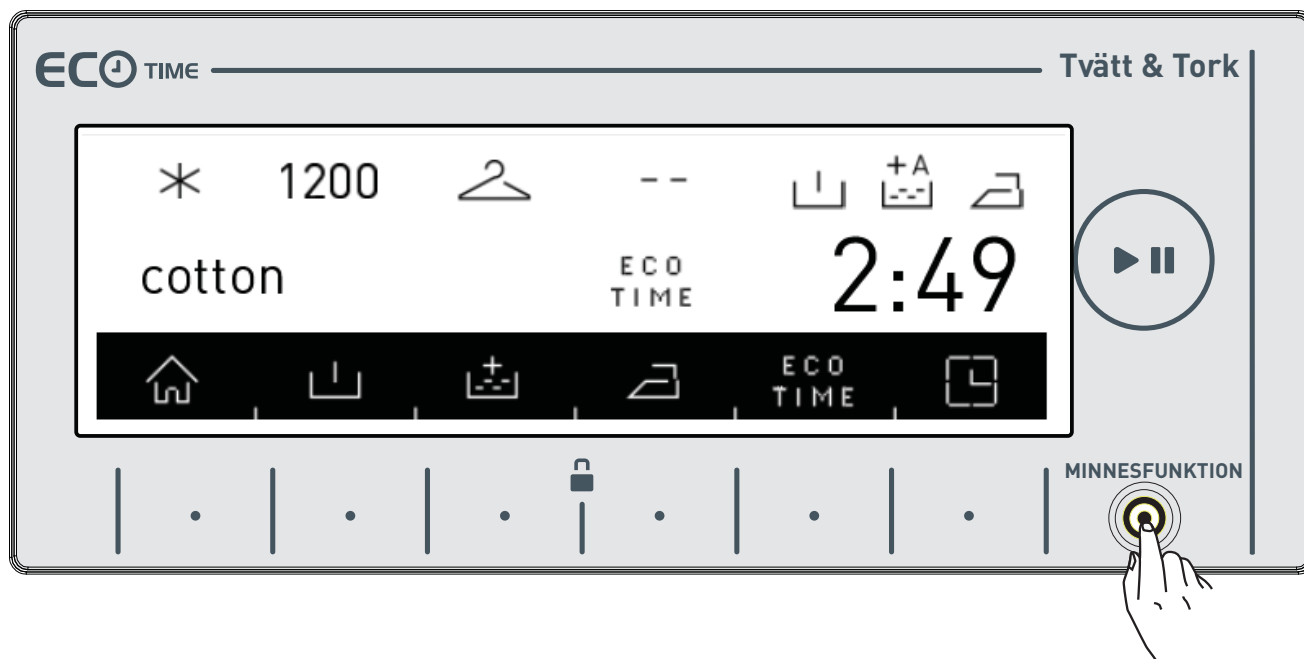 ECO TIME
Tvätt & Tork
1200
--
+A
cotton
ECO
TIME
2:49
ECO
TIME
MINNESFUNKTION